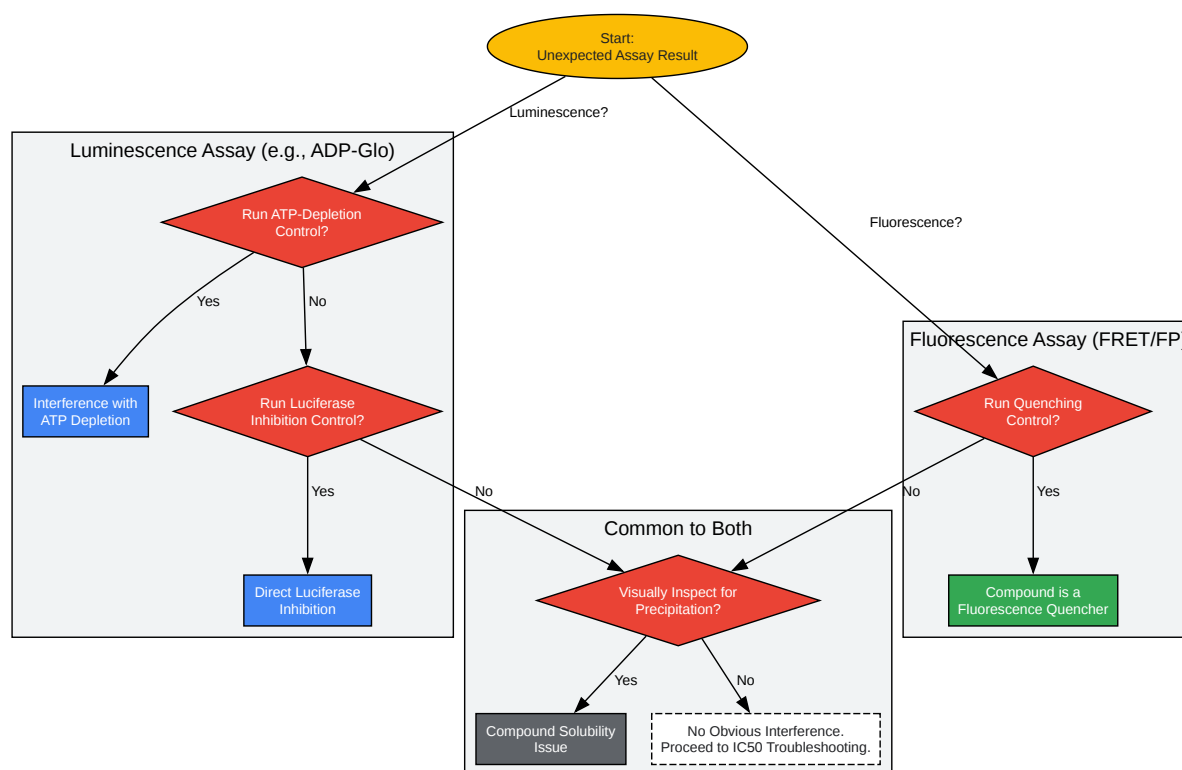 Start:
Unexpected Assay Result
Luminescence?
Luminescence Assay (e.g., ADP-Glo)
Run ATP-Depletion
Control?
Fluorescence?
Yes
No
Fluorescence Assay (FRET/FP)
Interference with
ATP Depletion
Run Luciferase
Inhibition Control?
Run Quenching
Control?
Yes
No
No
Yes
Common to Both
Direct Luciferase
Inhibition
Visually Inspect for
Precipitation?
Compound is a
Fluorescence Quencher
Yes
No
Compound Solubility
Issue
No Obvious Interference.
Proceed to IC50 Troubleshooting.